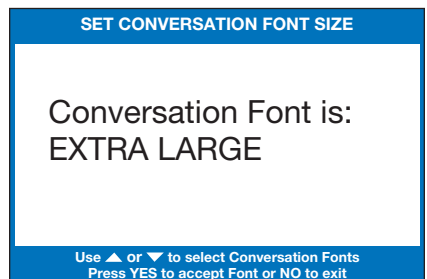 SET CONVERSATION FONT SIZE
Conversation Font is:
EXTRA LARGE
Use ▲ or ▼ to select Conversation Fonts
Press YES to accept Font or NO to exit